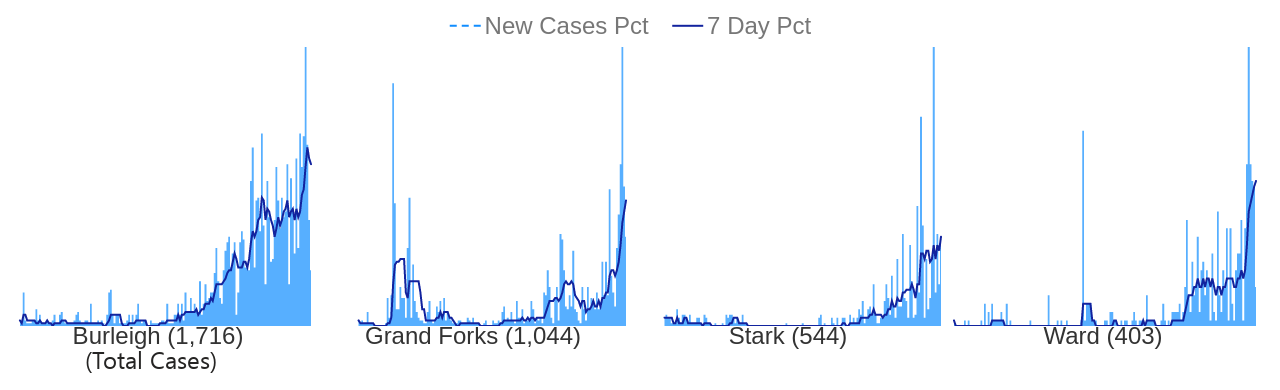 New Cases Pct 7 Day Pct
Burleigh (1,716) Grand Forks (1,044) Stark (544) Ward (403)
(Total Cases)